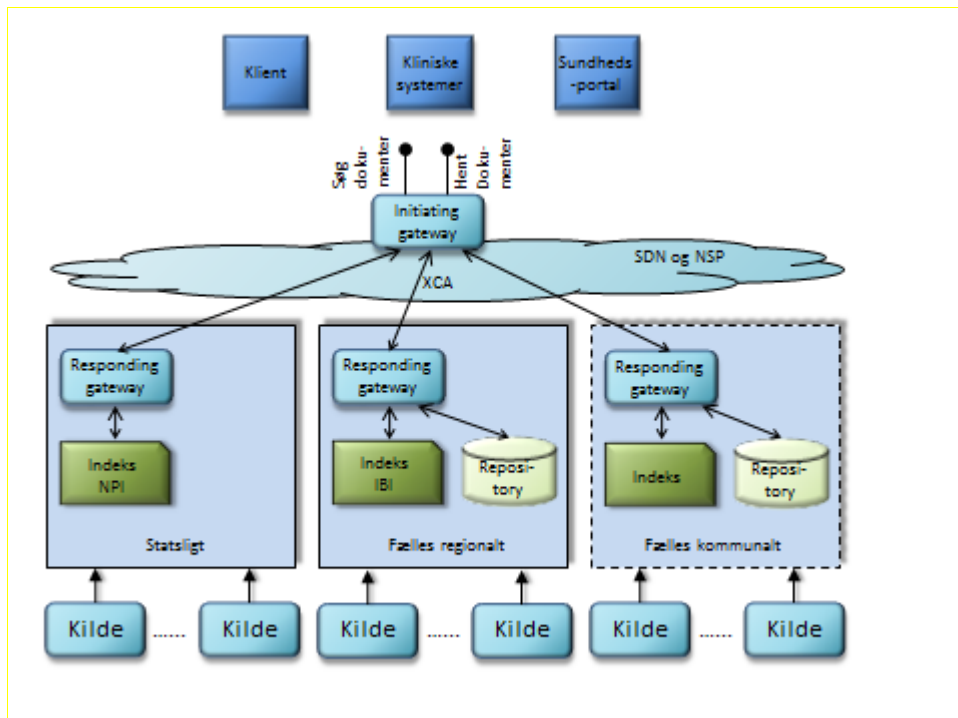 Klient
Kliniske
systemer
Sundheds
-portal
Søg
doku-
menter
Hent
Doku-
menter
Initiating
gateway
SDN og NSP
XCA
Responding
gateway
Indeks
NPI
Statsligt
Responding
gateway
Indeks
IBI
Reposi-
tory
Fælles regionalt
Responding
gateway
Indeks
Reposi-
tory
Fælles kommunalt
Kilde ...... Kilde
Kilde ...... Kilde
Kilde ...... Kilde